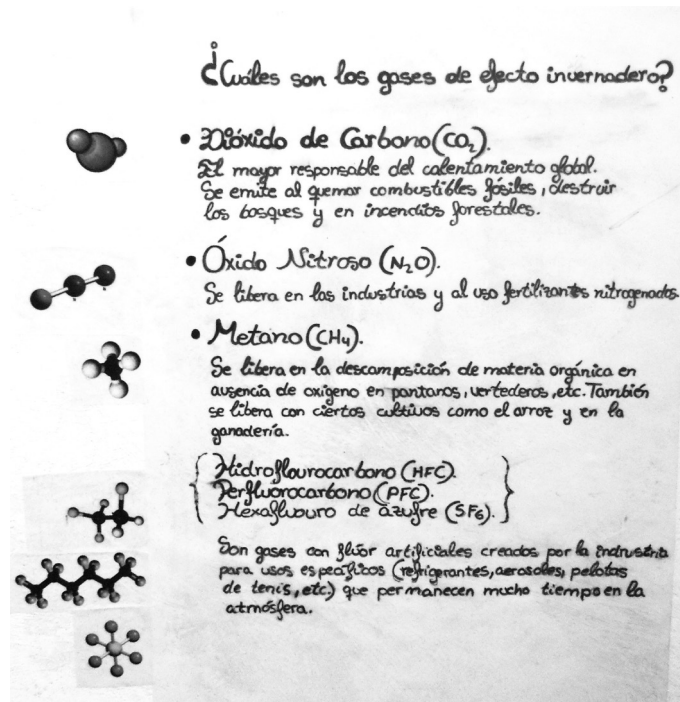 ¿Cuáles son los gases de efecto invernadero?
• Dióxido de Carbono (CO₂).
El mayor responsable del calentamiento global.
Se emite al quemar combustibles fósiles, destruir
los bosques y en incendios forestales.
• Óxido Nitroso (N₂O).
Se libera en las industrias y al uso fertilizantes nitrogenados.
• Metano (CH₄).
Se libera en la descomposición de materia orgánica en
ausencia de oxígeno en pantanos, vertederos, etc. También
se libera con ciertos cultivos como el arroz y en la
ganadería.
Hidroflourocarbono (HFC).
Perfluorocarbono (PFC).
Hexafluouro de azufre (SF₆).
Son gases con flúor artificiales creados por la indrustria
para usos específicos (refrigerantes, aerosoles, pelotas
de tenis, etc.) que permanecen mucho tiempo en la
atmósfera.